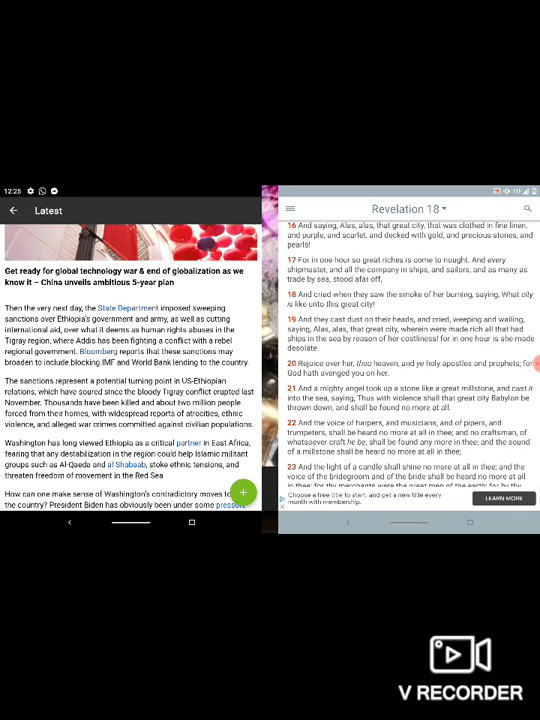 12:25
Latest
Get ready for global technology war & end of globalization as we
know it – China unveils ambitious 5-year plan
Then the very next day, the State Department imposed sweeping
sanctions over Ethiopia's government and army, as well as cutting
international aid, over what it deems as human rights abuses in the
Tigray region, where Addis has been fighting a conflict with a rebel
regional government. Bloomberg reports that these sanctions may
broaden to include blocking IMF and World Bank lending to the country.
The sanctions represent a potential turning point in US-Ethiopian
relations, which have soured since the bloody Tigray conflict erupted last
November. Thousands have been killed and about two million people
forced from their homes, with widespread reports of atrocities, ethnic
violence, and alleged war crimes committed against civilian populations.
Washington has long viewed Ethiopia as a critical partner in East Africa,
fearing that any destabilization in the region could help Islamic militant
groups such as Al-Qaeda and al Shabaab, stoke ethnic tensions, and
threaten freedom of movement in the Red Sea
How can one make sense of Washington's contradictory moves to
the country? President Biden has obviously been under some pressure
Revelation 18
16 And saying, Alas, alas, that great city, that was clothed in fine linen,
and purple, and scarlet, and decked with gold, and precious stones, and
pearls!
17 For in one hour so great riches is come to nought. And every
shipmaster, and all the company in ships, and sailors, and as many as
trade by sea, stood afar off,
18 And cried when they saw the smoke of her burning, saying, What city
is like unto this great city!
19 And they cast dust on their heads, and cried, weeping and wailing,
saying, Alas, alas, that great city, wherein were made rich all that had
ships in the sea by reason of her costliness! for in one hour is she made
desolate.
20 Rejoice over her, thou heaven, and ye holy apostles and prophets; for
God hath avenged you on her.
21 And a mighty angel took up a stone like a great millstone, and cast it
into the sea, saying, Thus with violence shall that great city Babylon be
thrown down, and shall be found no more at all.
22 And the voice of harpers, and musicians, and of pipers, and
trumpeters, shall be heard no more at all in thee; and no craftsman, of
whatsoever craft he be, shall be found any more in thee; and the sound
of a millstone shall be heard no more at all in thee;
23 And the light of a candle shall shine no more at all in thee; and the
voice of the bridegroom and of the bride shall be heard no more at all
in thee: for thy merchants were the great men of the earth; for by thy
Choose a free title to start, and get a new title every
month with membership.
LEARN MORE
V RECORDER